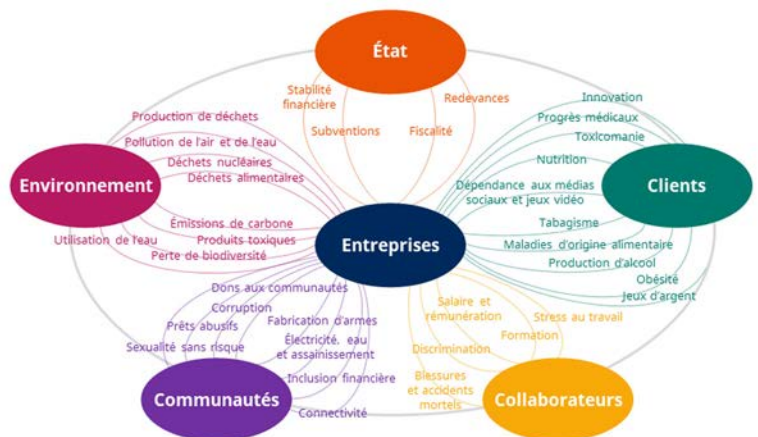 État
Stabilité
financière
Redevances
Subventions
Fiscalité
Production de déchets
Pollution de l'air et de l'eau
Déchets nucléaires
Déchets alimentaires
Environnement
Émissions de carbone
Utilisation de l'eau
Produits toxiques
Perte de biodiversité
Innovation
Progrès médicaux
Toxicomanie
Nutrition
Dépendance aux médias
sociaux et jeux vidéo
Clients
Tabagisme
Maladies d'origine alimentaire
Production d'alcool
Obésité
Jeux d'argent
Entreprises
Dons aux communautés
Corruption
Fabrication d'armes
Prêts abusifs
Électricité. eau
et assainissement
Sexualité sans risque
Inclusion financière
Connectivité
Communautés
Salaire et
rémunération
Stress au travail
Formation
Discrimination
Blessures
et accidents
mortels
Collaborateurs